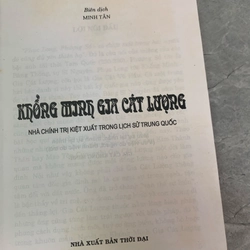 Biên dịch
MINH TÂN
KHỔNG MINH GIA CÁT LƯỢNG
NHÀ CHÍNH TRỊ KIỆT XUẤT TRONG LỊCH SỬ TRUNG QUỐC
NHÀ XUẤT BẢN THỜI ĐẠI